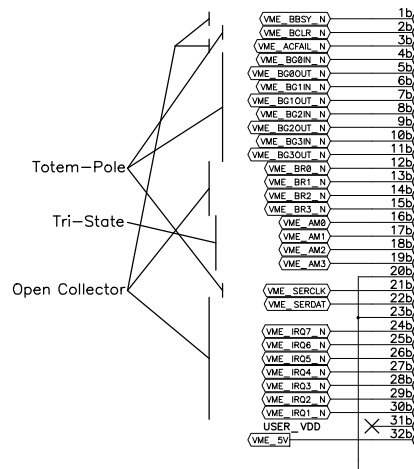 VME_BBSY_N 1b
VME_BCLR_N 2b
VME_ACFAIL_N 3b
VME_BG0IN_N 4b
VME_BG0OUT_N 5b
VME_BG1IN_N 6b
VME_BG1OUT_N 7b
VME_BG2IN_N 8b
VME_BG2OUT_N 9b
VME_BG3IN_N 10b
VME_BG3OUT_N 11b
Totem-Pole VME_BR0_N 12b
VME_BR1_N 13b
VME_BR2_N 14b
VME_BR3_N 15b
Tri-State VME_AM0 16b
VME_AM1 17b
VME_AM2 18b
VME_AM3 19b
20b
Open Collector VME_SERCLK 21b
VME_SERDAT 22b
23b
VME_IRQ7_N 24b
VME_IRQ6_N 25b
VME_IRQ5_N 26b
VME_IRQ4_N 27b
VME_IRQ3_N 28b
VME_IRQ2_N 29b
VME_IRQ1_N 30b
USER_VDD 31b
VME_5V 32b